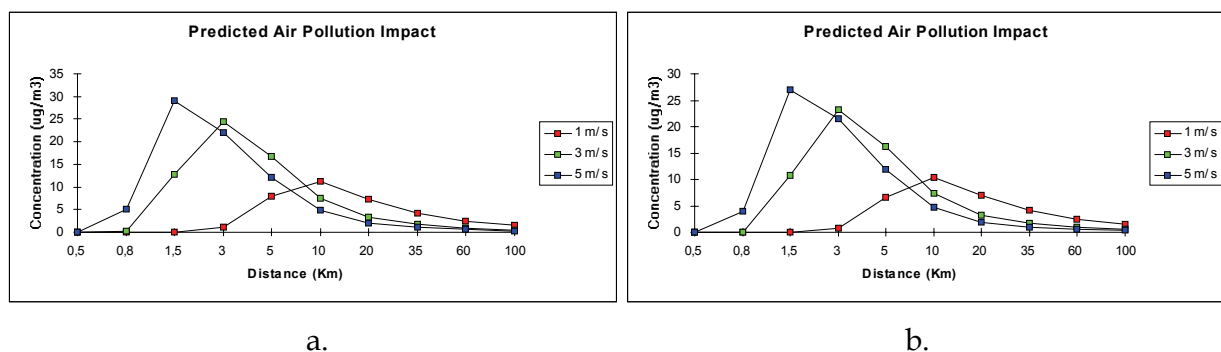 Predicted Air Pollution Impact
Concentration (ug/m3)
35
30
25
20
15
10
5
0
0,5 0,8 1,5 3 5 10 20 35 60 100
Distance (Km)
1 m/s
3 m/s
5 m/s
a.
Predicted Air Pollution Impact
Concentration (ug/m3)
30
25
20
15
10
5
0
0,5 0,8 1,5 3 5 10 20 35 60 100
Distance (Km)
1 m/s
3 m/s
5 m/s
b.